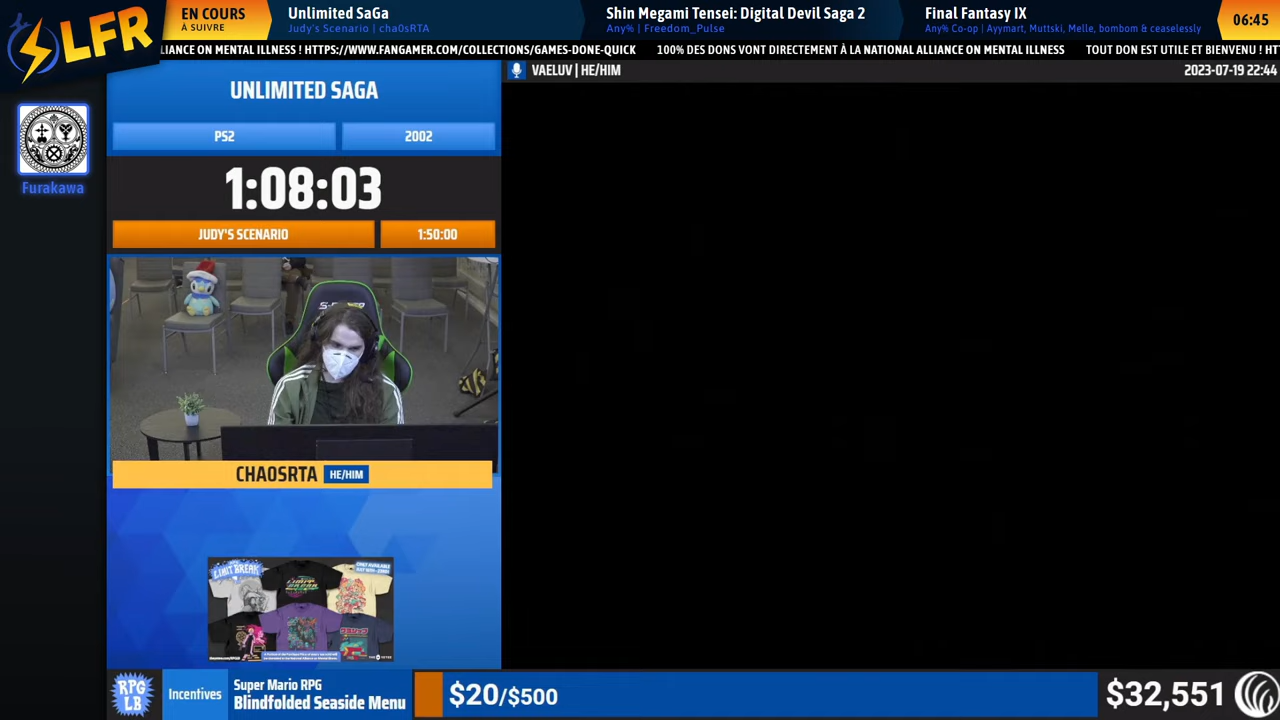 LFR
EN COURS
À SUIVRE
Unlimited SaGa
Judy's Scenario | cha0sRTA
Shin Megami Tensei: Digital Devil Saga 2
Any% | Freedom_Pulse
Final Fantasy IX
Any% Co-op | Ayymart, Muttski, Melle, bombom & ceaselessly
06:45
LIANCE ON MENTAL ILLNESS ! HTTPS://WWW.FANGAMER.COM/COLLECTIONS/GAMES-DONE-QUICK 100% DES DONS VONT DIRECTEMENT À LA NATIONAL ALLIANCE ON MENTAL ILLNESS TOUT DON EST UTILE ET BIENVENU ! HT
VAELUV | HE/HIM
2023-07-19 22:44
Furakawa
UNLIMITED SAGA
PS2
2002
1:08:03
JUDY'S SCENARIO
1:50:00
CHA0SRTA
HE/HIM
LIMIT BREAK
RPG
LB
Incentives
Super Mario RPG
Blindfolded Seaside Menu
$20/$500
$32,551